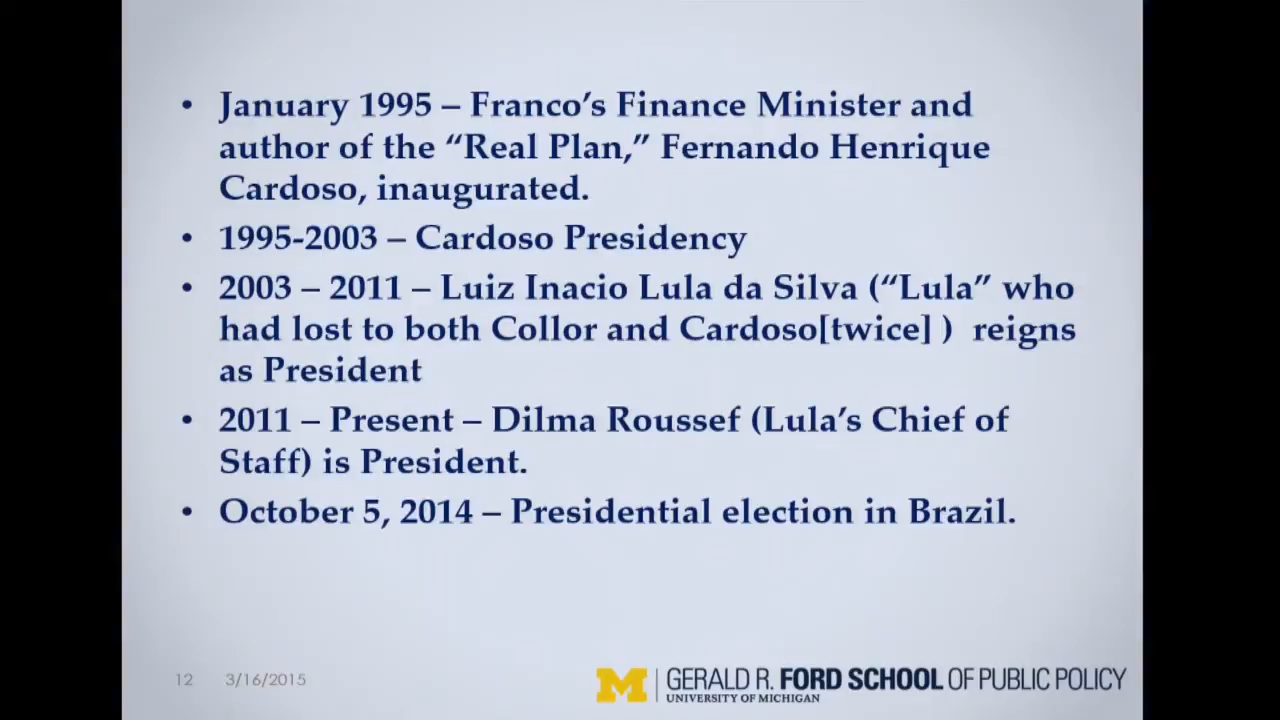 • January 1995 – Franco's Finance Minister and
author of the “Real Plan,” Fernando Henrique
Cardoso, inaugurated.
• 1995-2003 – Cardoso Presidency
• 2003 – 2011 – Luiz Inacio Lula da Silva (“Lula” who
had lost to both Collor and Cardoso[twice] ) reigns
as President
• 2011 – Present – Dilma Roussef (Lula's Chief of
Staff) is President.
• October 5, 2014 – Presidential election in Brazil.
12 3/16/2015
M GERALD R. FORD SCHOOL OF PUBLIC POLICY
UNIVERSITY OF MICHIGAN